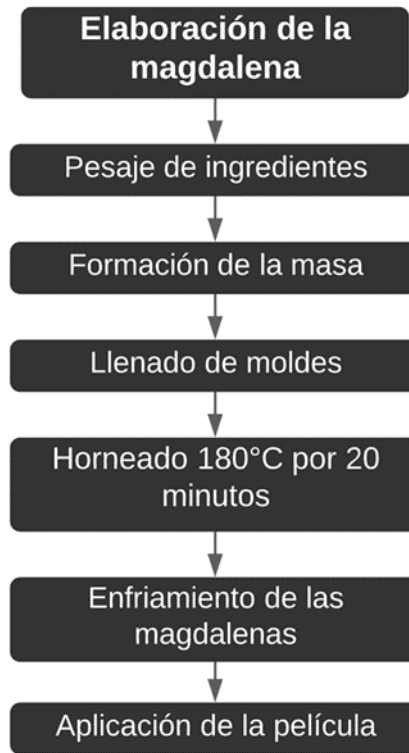 Elaboración de la
magdalena
Pesaje de ingredientes
Formación de la masa
Llenado de moldes
Horneado 180°C por 20
minutos
Enfriamiento de las
magdalenas
Aplicación de la película